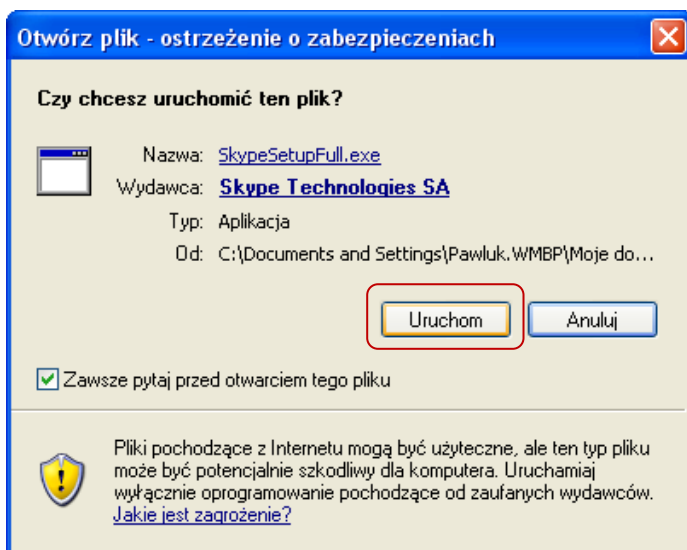 Otwórz plik - ostrzeżenie o zabezpieczeniach
Czy chcesz uruchomić ten plik?
Nazwa: SkypeSetupFull.exe
Wydawca: Skype Technologies SA
Typ: Aplikacja
Od: C:\Documents and Settings\Pawluk.WMBP\Moje do...
Uruchom Anuluj
Zawsze pytaj przed otwarciem tego pliku
Pliki pochodzące z Internetu mogą być użyteczne, ale ten typ pliku
może być potencjalnie szkodliwy dla komputera. Uruchamiaj
wyłącznie oprogramowanie pochodzące od zaufanych wydawców.
Jakie jest zagrożenie?